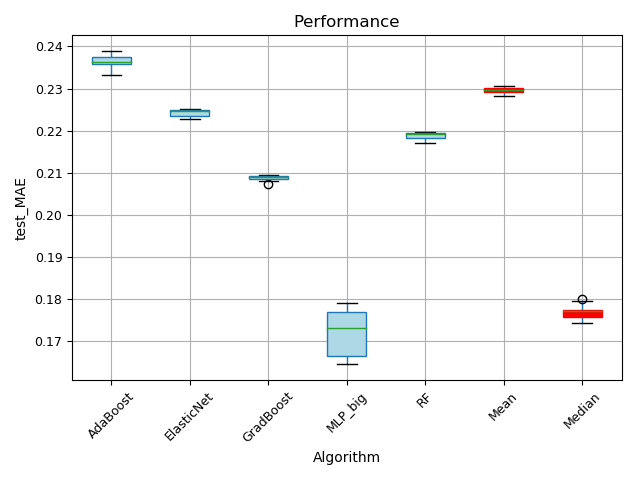 Performance
0.24
0.23
0.22
0.21
0.20
0.19
0.18
0.17
test_MAE
AdaBoost
ElasticNet
GradBoost
MLP_big
RF
Mean
Median
Algorithm